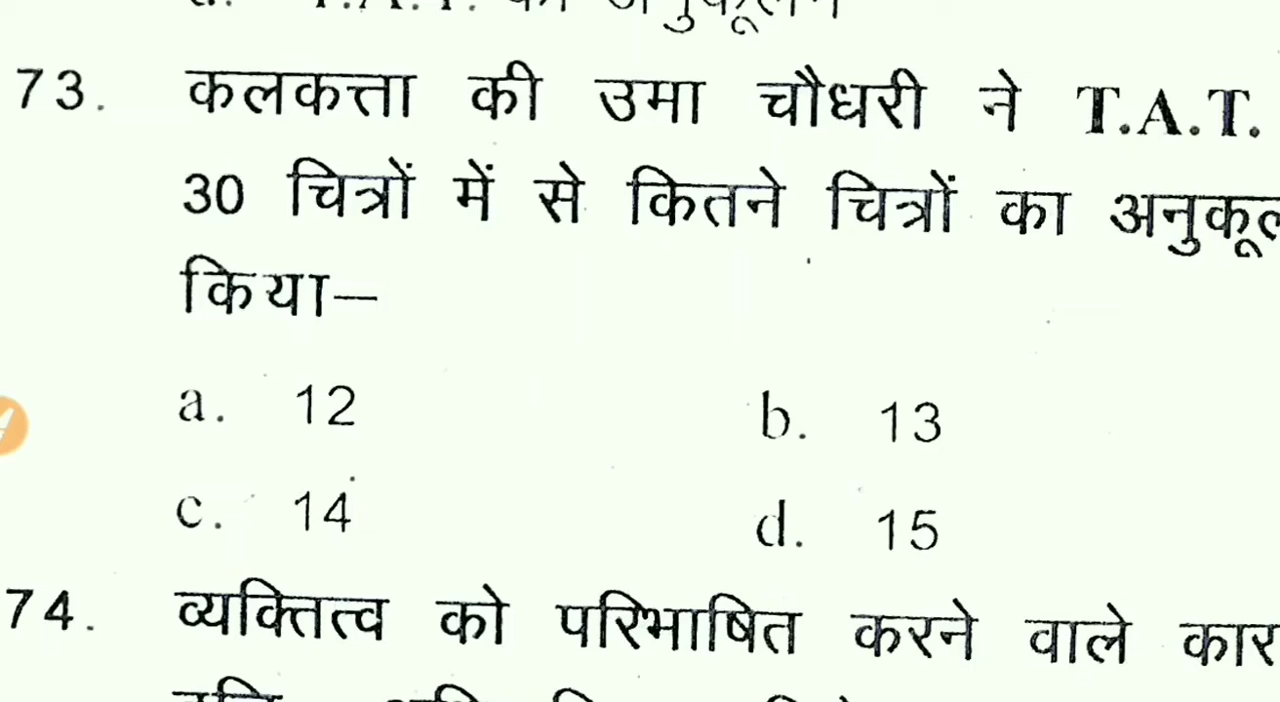 73. कलकत्ता की उमा चौधरी ने T.A.T.
30 चित्रों में से कितने चित्रों का
किया–
a. 12 b. 13
c. 14 d. 15
74. व्यक्तित्व को परिभाषित करने वाले